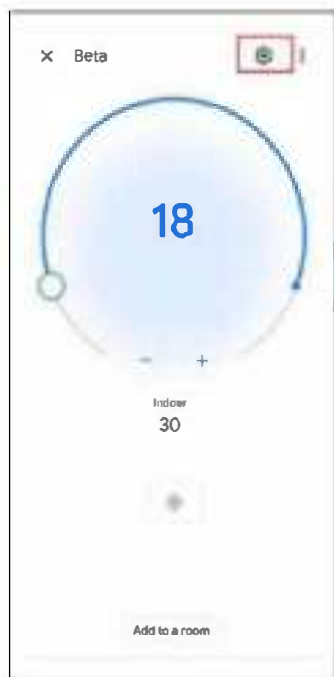 × Beta
18
− +
Indoor
30
Add to a room